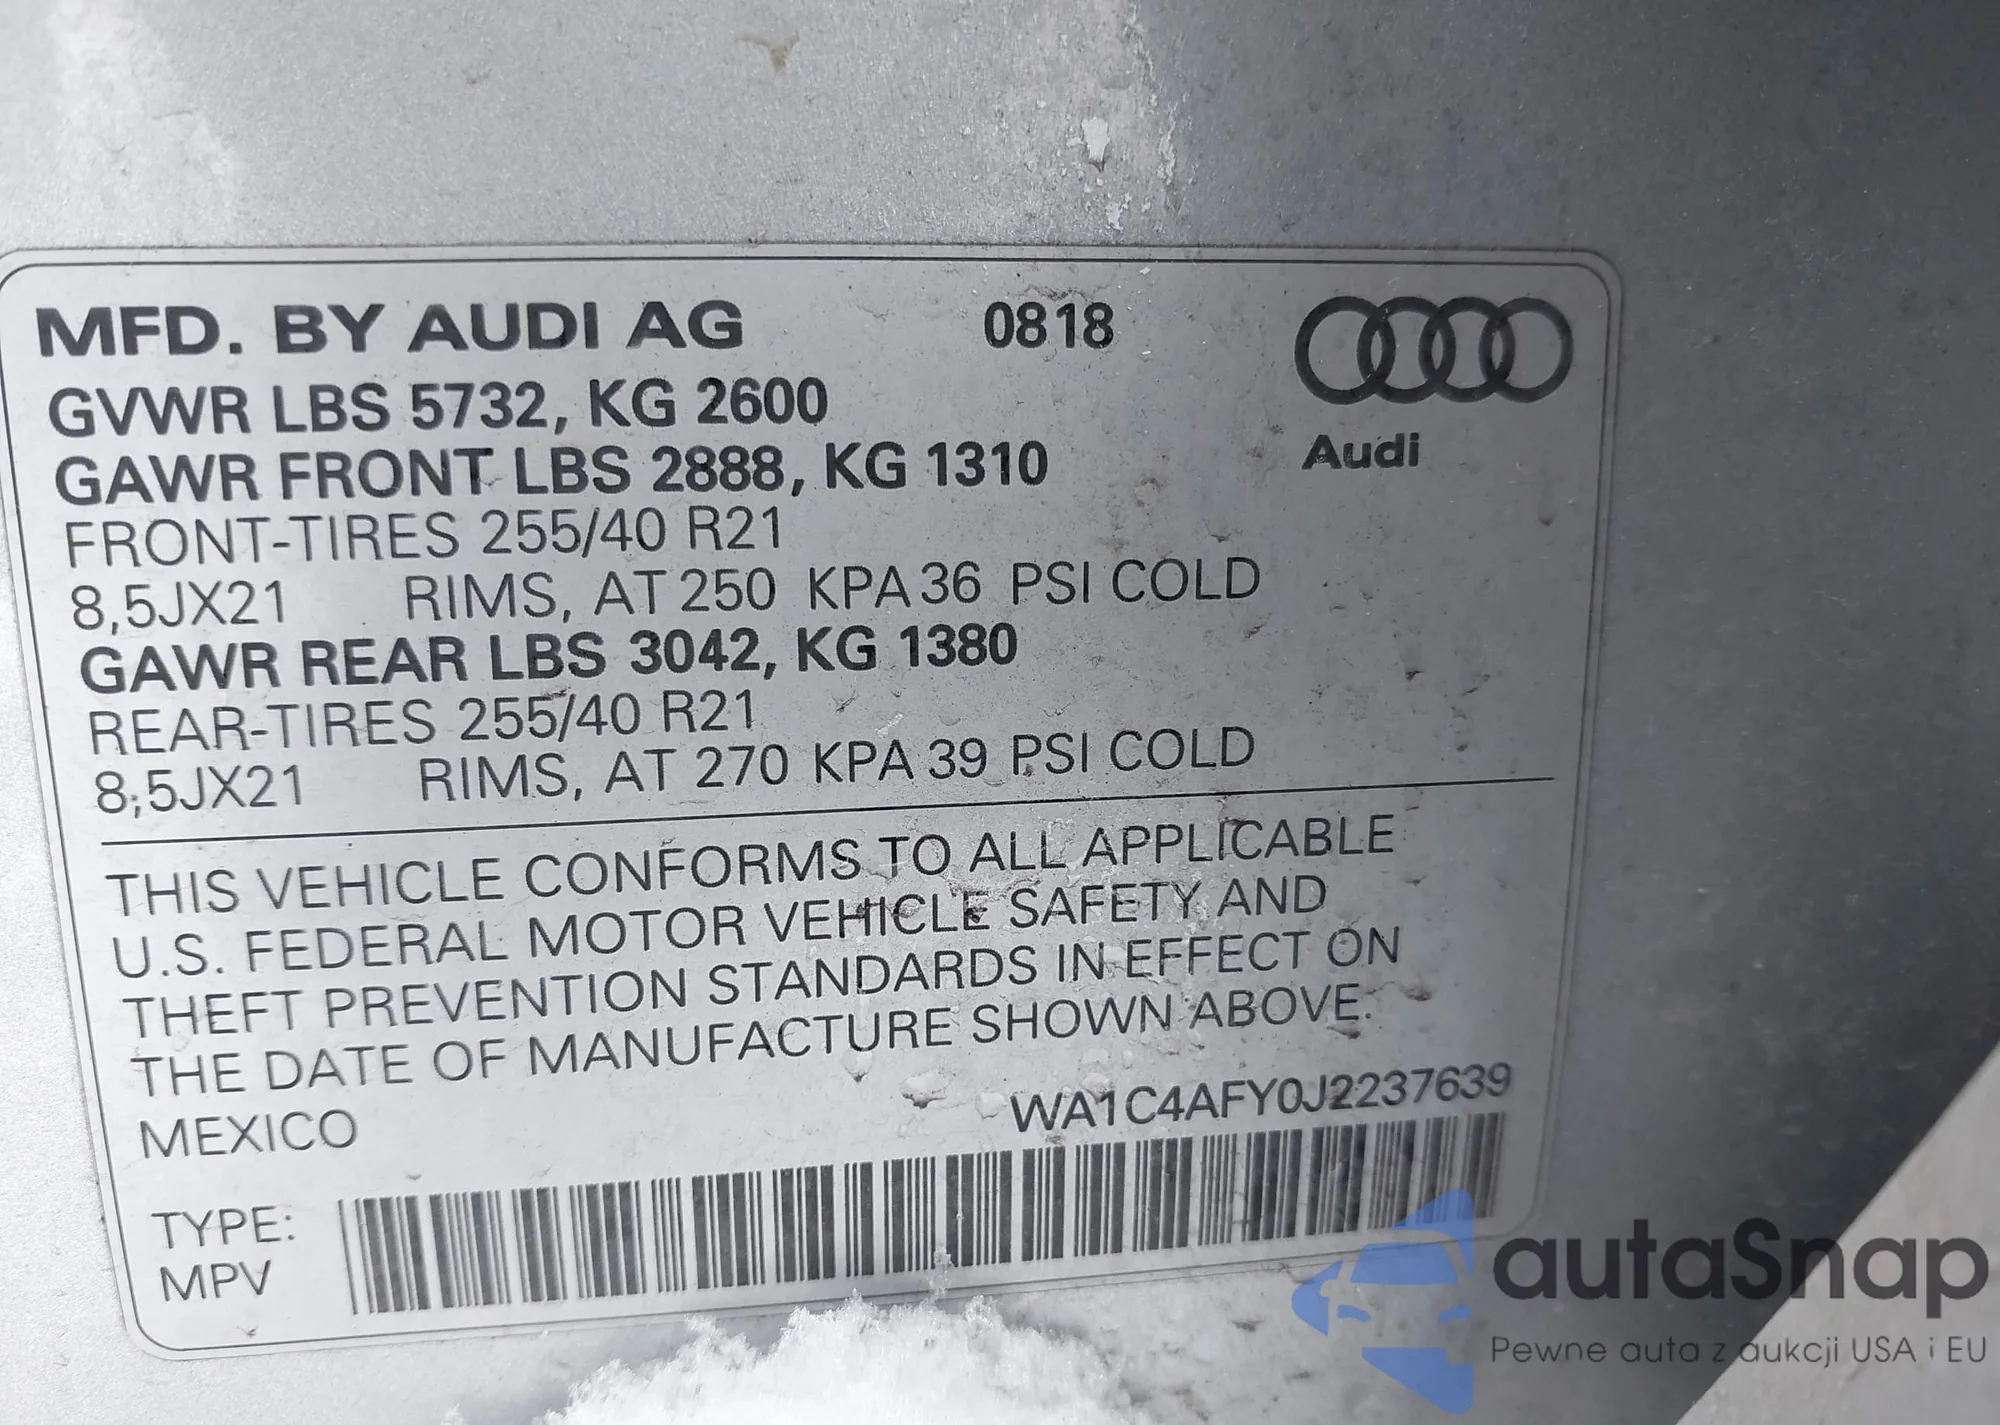 MFD. BY AUDI AG 0818
GVWR LBS 5732, KG 2600
GAWR FRONT LBS 2888, KG 1310
Audi
FRONT-TIRES 255/40 R21
8,5JX21 RIMS, AT 250 KPA 36 PSI COLD
GAWR REAR LBS 3042, KG 1380
REAR-TIRES 255/40 R21
8,5JX21 RIMS, AT 270 KPA 39 PSI COLD
THIS VEHICLE CONFORMS TO ALL APPLICABLE
U.S. FEDERAL MOTOR VEHICLE SAFETY AND
THEFT PREVENTION STANDARDS IN EFFECT ON
THE DATE OF MANUFACTURE SHOWN ABOVE.
MEXICO WA1C4AFY0J2237639
TYPE:
MPV
autaSnap
Pewne auta z aukcji USA i EU